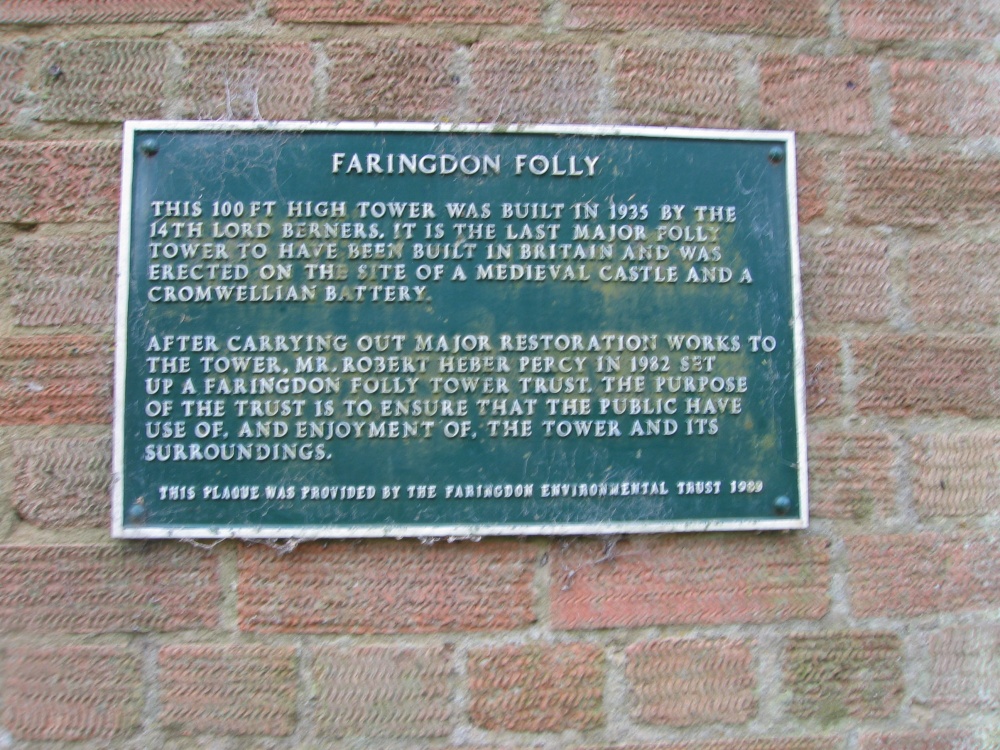 FARINGDON FOLLY
THIS 100FT HIGH TOWER WAS BUILT IN 1935 BY THE
14TH LORD BERNERS. IT IS THE LAST MAJOR FOLLY
TOWER TO HAVE BEEN BUILT IN BRITAIN AND WAS
ERECTED ON THE SITE OF A MEDIEVAL CASTLE AND A
CROMWELLIAN BATTERY.
AFTER CARRYING OUT MAJOR RESTORATION WORKS TO
THE TOWER, MR. ROBERT HEBER PERCY IN 1982 SET
UP A FARINGDON FOLLY TOWER TRUST. THE PURPOSE
OF THE TRUST IS TO ENSURE THAT THE PUBLIC HAVE
USE OF, AND ENJOYMENT OF, THE TOWER AND ITS
SURROUNDINGS.
THIS PLAQUE WAS PROVIDED BY THE FARINGDON ENVIRONMENTAL TRUST 1989